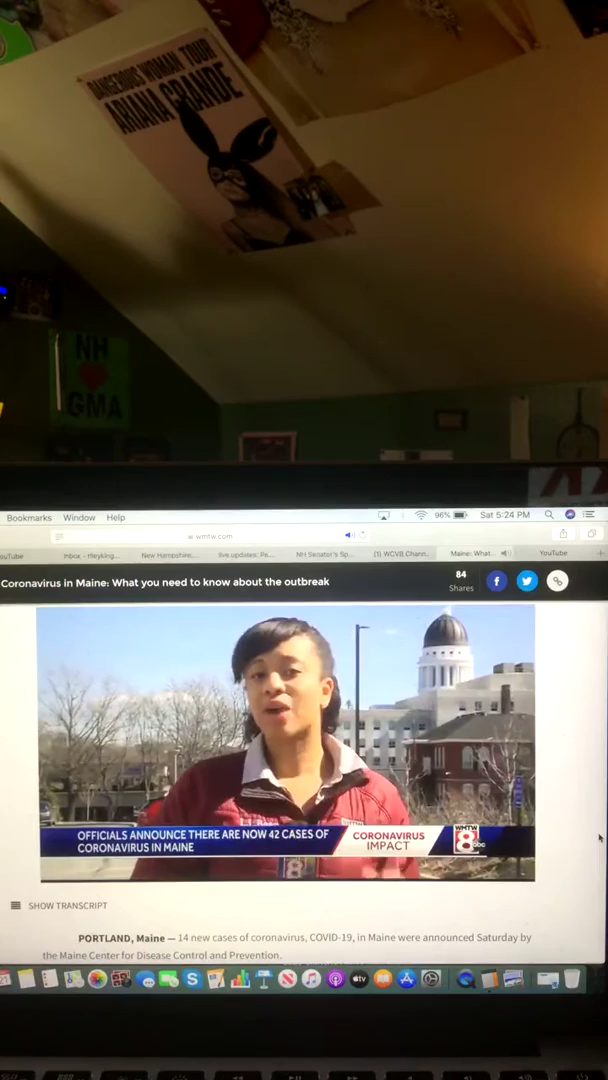 DANGEROUS WOMAN TOUR
ARIANA GRANDE
NH
GMA
Bookmarks Window Help
96% Sat 5:24 PM
wmtw.com
New Hampshire:...
NH Senator's Sp...
(1) WCVB Chann...
Maine: What...
YouTube
Coronavirus in Maine: What you need to know about the outbreak
84
Shares
OFFICIALS ANNOUNCE THERE ARE NOW 42 CASES OF
CORONAVIRUS IN MAINE
CORONAVIRUS
IMPACT
WMTW
8
abc
SHOW TRANSCRIPT
PORTLAND, Maine — 14 new cases of coronavirus, COVID-19, in Maine were announced Saturday by
the Maine Center for Disease Control and Prevention.